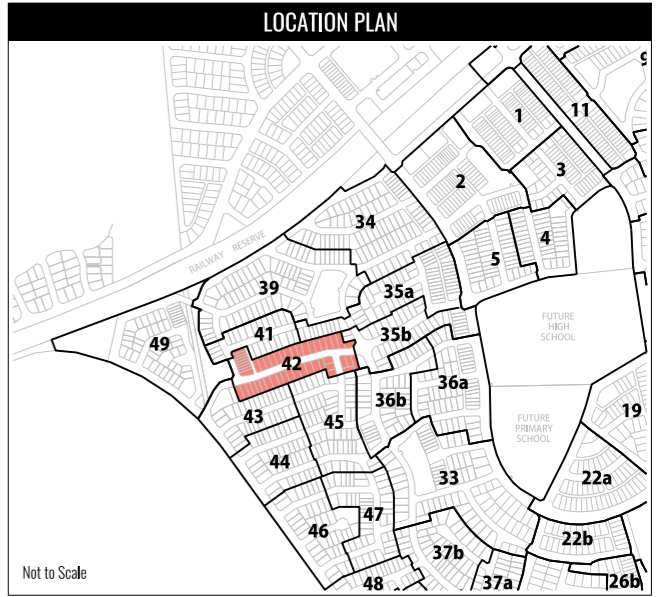 LOCATION PLAN
9
1
11
2
3
34
4
5
RAILWAY RESERVE
39
35a
FUTURE
HIGH
SCHOOL
41
35b
49
42
36a
36b
43
45
19
FUTURE
PRIMARY
SCHOOL
44
33
22a
47
46
22b
37b
Not to Scale
48
37a
26b